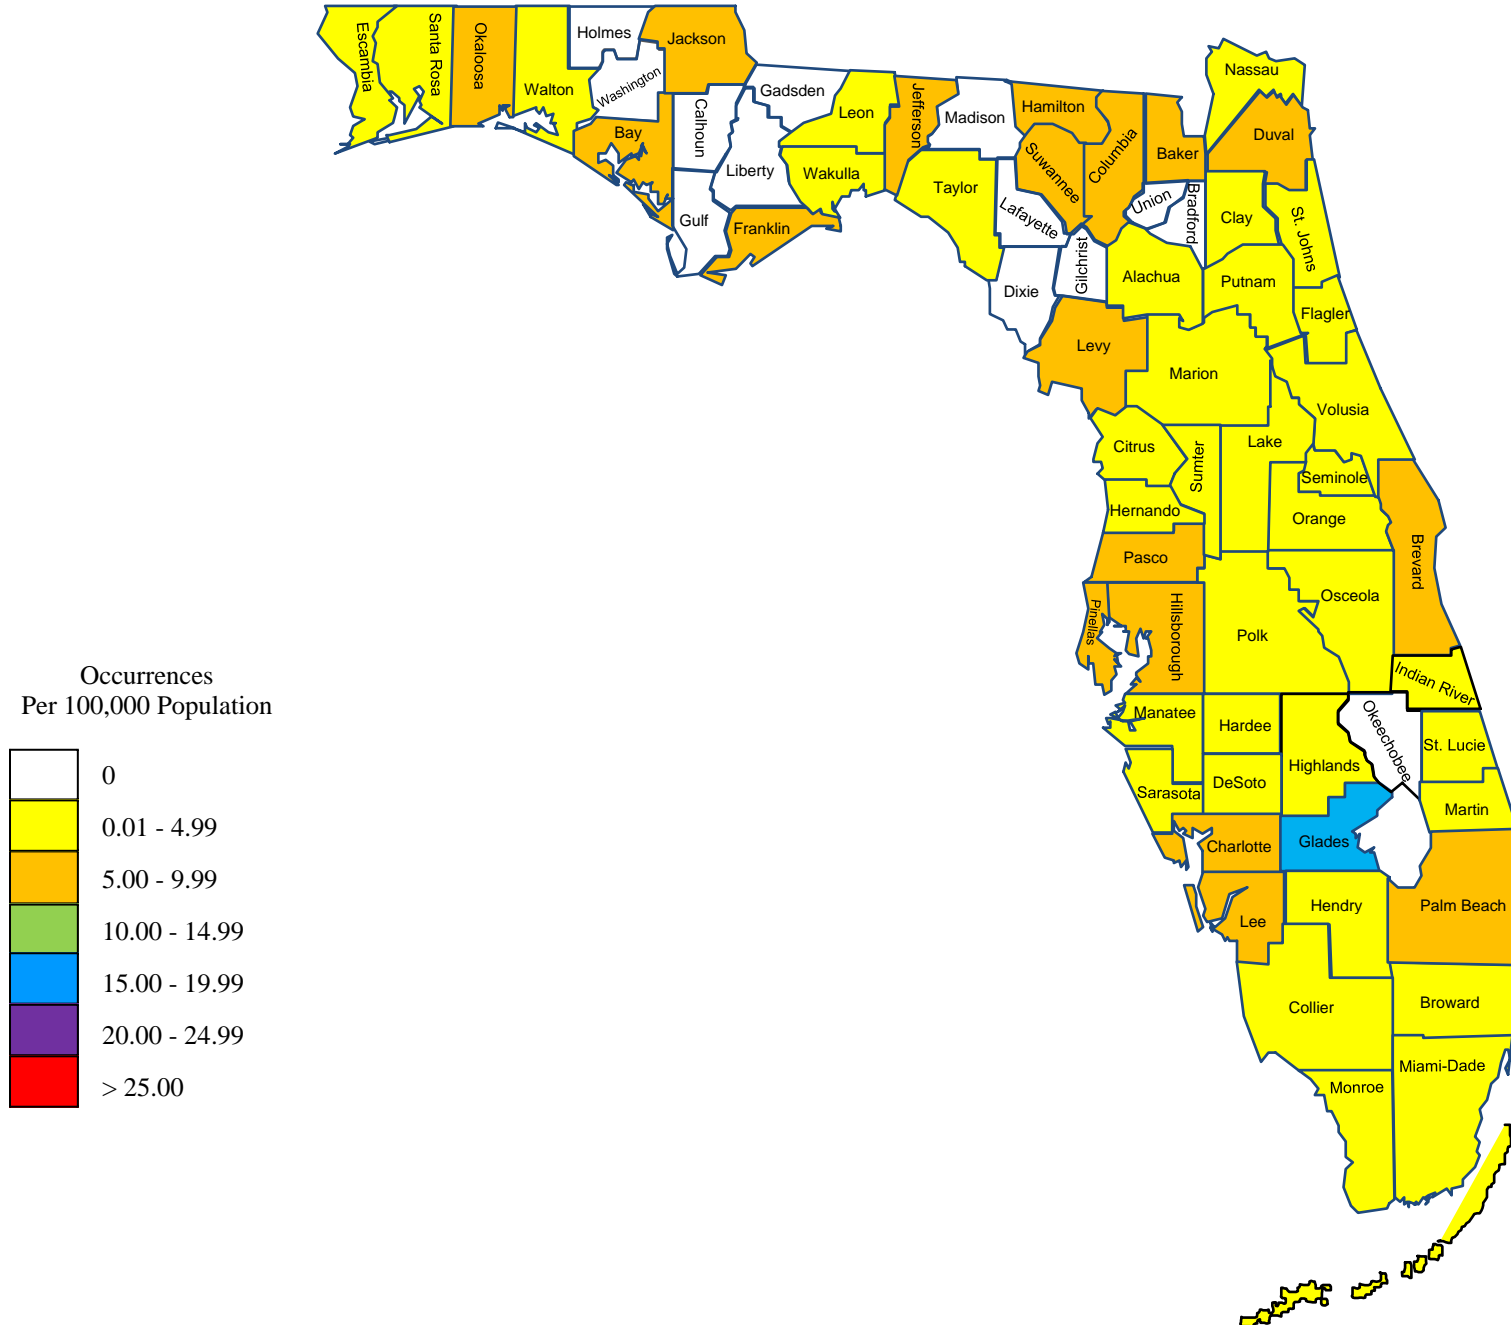 Escambia
Santa Rosa
Okaloosa
Walton
Holmes
Washington
Jackson
Bay
Calhoun
Gulf
Liberty
Gadsden
Franklin
Leon
Wakulla
Jefferson
Madison
Taylor
Hamilton
Suwannee
Lafayette
Dixie
Columbia
Gilchrist
Baker
Union
Bradford
Nassau
Duval
Clay
St. Johns
Alachua
Putnam
Flagler
Levy
Marion
Volusia
Citrus
Sumter
Lake
Seminole
Hernando
Orange
Pasco
Brevard
Pinellas
Hillsborough
Polk
Osceola
Indian River
Manatee
Hardee
Highlands
Okeechobee
St. Lucie
Sarasota
DeSoto
Martin
Charlotte
Glades
Lee
Hendry
Palm Beach
Collier
Broward
Monroe
Miami-Dade
Occurrences
Per 100,000 Population
0
0.01 - 4.99
5.00 - 9.99
10.00 - 14.99
15.00 - 19.99
20.00 - 24.99
> 25.00